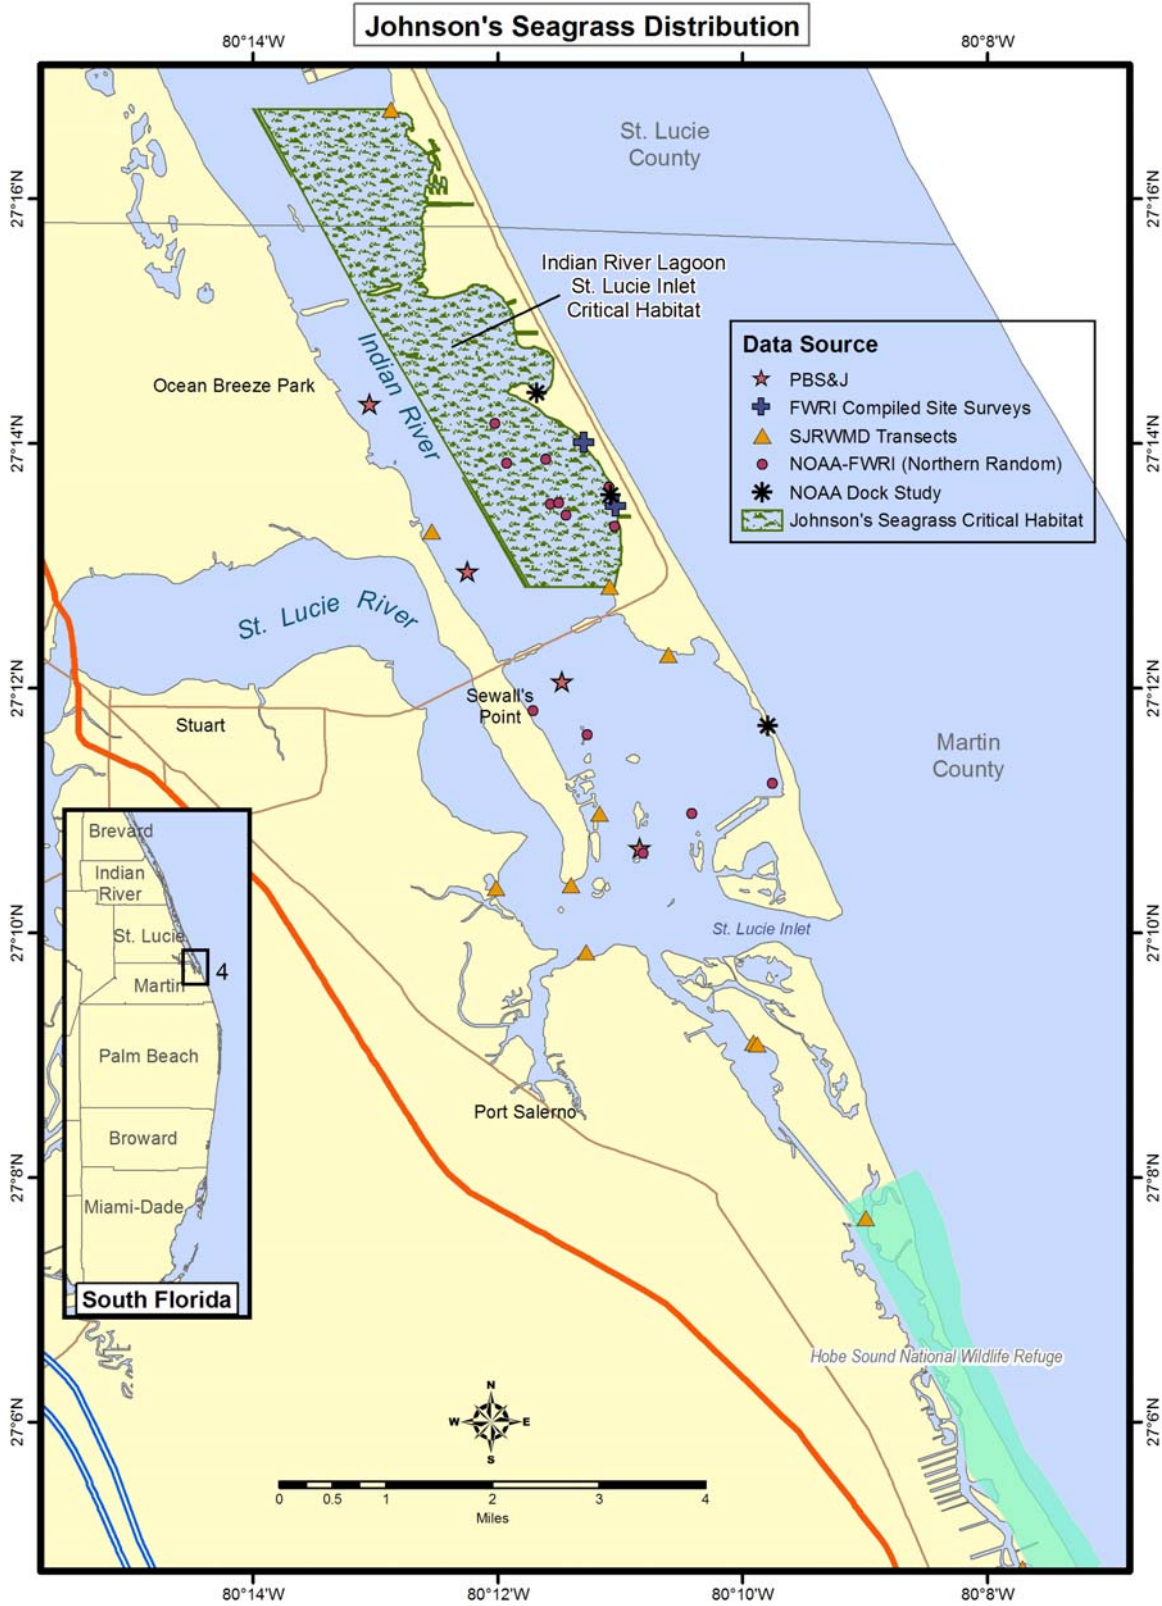 Johnson's Seagrass Distribution
80°14'W
80°8'W
27°16'N
27°16'N
St. Lucie
County
Indian River Lagoon
St. Lucie Inlet
Critical Habitat
Data Source
PBS&J
FWRI Compiled Site Surveys
SJRWMD Transects
NOAA-FWRI (Northern Random)
NOAA Dock Study
Johnson's Seagrass Critical Habitat
Indian River
Ocean Breeze Park
27°14'N
27°14'N
St. Lucie River
27°12'N
27°12'N
Sewall's
Point
Stuart
Martin
County
Brevard
Indian
River
St. Lucie
4
Martin
Palm Beach
Broward
Miami-Dade
South Florida
27°10'N
27°10'N
St. Lucie Inlet
Port Salerno
27°8'N
27°8'N
Hobe Sound National Wildlife Refuge
27°6'N
27°6'N
N
W
E
S
0 0.5 1 2 3 4
Miles
80°14'W
80°12'W
80°10'W
80°8'W